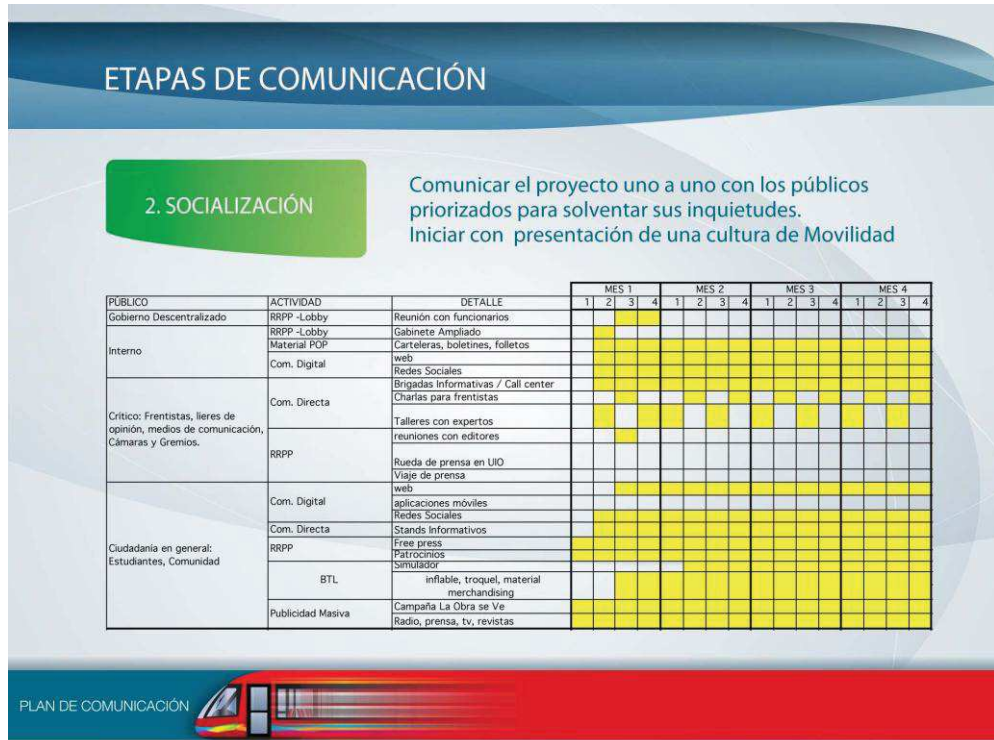 ETAPAS DE COMUNICACIÓN
2. SOCIALIZACIÓN
Comunicar el proyecto uno a uno con los públicos
priorizados para solventar sus inquietudes.
Iniciar con presentación de una cultura de Movilidad
MES 1 MES 2 MES 3 MES 4
PÚBLICO ACTIVIDAD DETALLE 1 2 3 4 1 2 3 4 1 2 3 4 1 2 3 4
Gobierno Descentralizado RRPP -Lobby Reunión con funcionarios
Interno
RRPP -Lobby Gabinete Ampliado
Material POP Carteleras, boletines, folletos
Com. Digital
web
Redes Sociales
Critico: Frentistas, lieres de
opinión, medios de comunicación,
Cámaras y Gremios.
Com. Directa
Brigadas Informativas / Call center
Charlas para frentistas
Talleres con expertos
RRPP
reuniones con editores
Rueda de prensa en UIO
Viaje de prensa
Ciudadanía en general:
Estudiantes, Comunidad
Com. Digital
web
aplicaciones móviles
Redes Sociales
Com. Directa Stands Informativos
RRPP
Free press
Patrocinios
BTL
Simulador
inflable, troquel, material
merchandising
Publicidad Masiva
Campaña La Obra se Ve
Radio, prensa, tv, revistas
PLAN DE COMUNICACIÓN